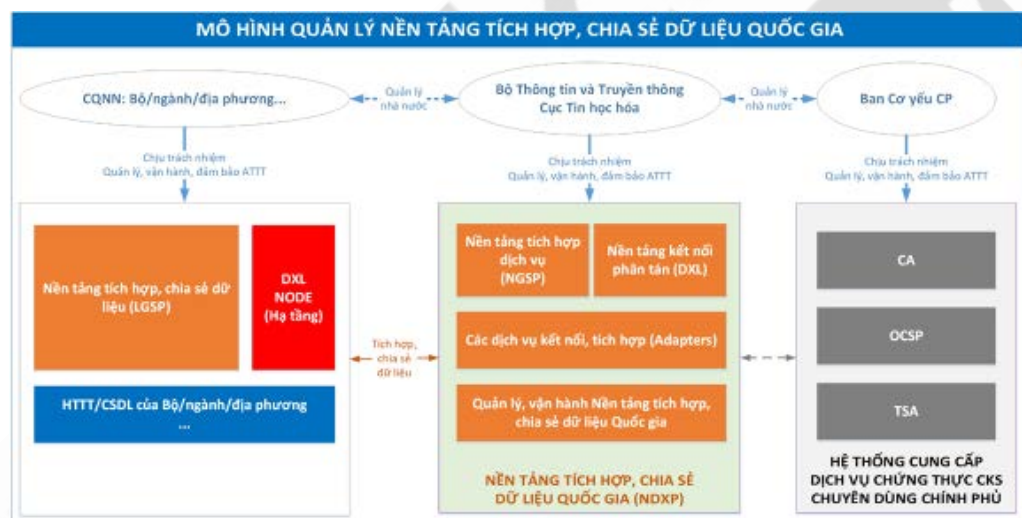 MÔ HÌNH QUẢN LÝ NỀN TẢNG TÍCH HỢP, CHIA SẺ DỮ LIỆU QUỐC GIA
CQNN: Bộ/ngành/địa phương...
Quản lý
nhà nước
Bộ Thông tin và Truyền thông
Cục Tin học hóa
Quản lý
nhà nước
Ban Cơ yếu CP
Chịu trách nhiệm
Quản lý, vận hành, đảm bảo ATTT
Chịu trách nhiệm
Quản lý, vận hành, đảm bảo ATTT
Chịu trách nhiệm
Quản lý, vận hành, đảm bảo ATTT
Nền tảng tích hợp, chia sẻ dữ
liệu (LGSP)
DXL
NODE
(Hạ tầng)
HTTT/CSDL của Bộ/ngành/địa phương
...
Tích hợp,
chia sẻ
dữ liệu
Nền tảng tích hợp
dịch vụ
(NGSP)
Nền tảng kết nối
phân tán (DXL)
Các dịch vụ kết nối, tích hợp (Adapters)
Quản lý, vận hành Nền tảng tích hợp,
chia sẻ dữ liệu Quốc gia
NỀN TẢNG TÍCH HỢP, CHIA SẺ
DỮ LIỆU QUỐC GIA (NDXP)
CA
OCSP
TSA
HỆ THỐNG CUNG CẤP
DỊCH VỤ CHỨNG THỰC CKS
CHUYÊN DÙNG CHÍNH PHỦ